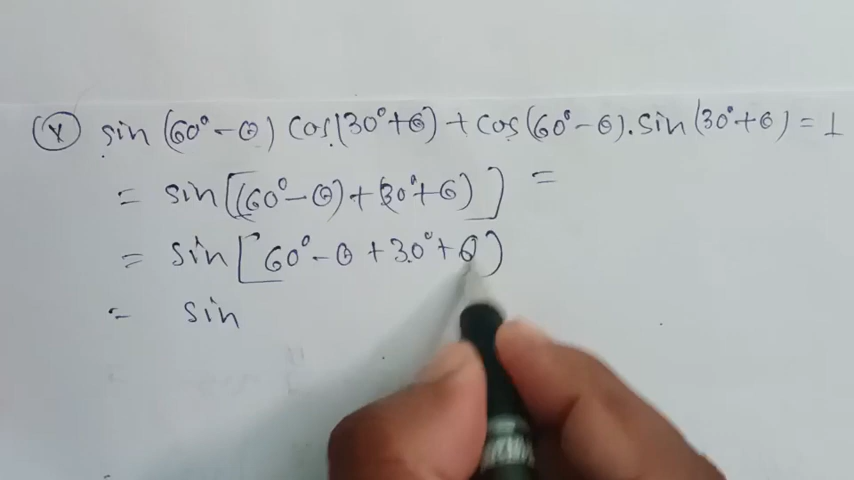 (x) sin (60° - θ) cos (30° + θ) + cos (60° - θ) . sin (30° + θ) = 1
= sin [(60° - θ) + (30° + θ)] =
= sin [60° - θ + 30° + θ)
= sin